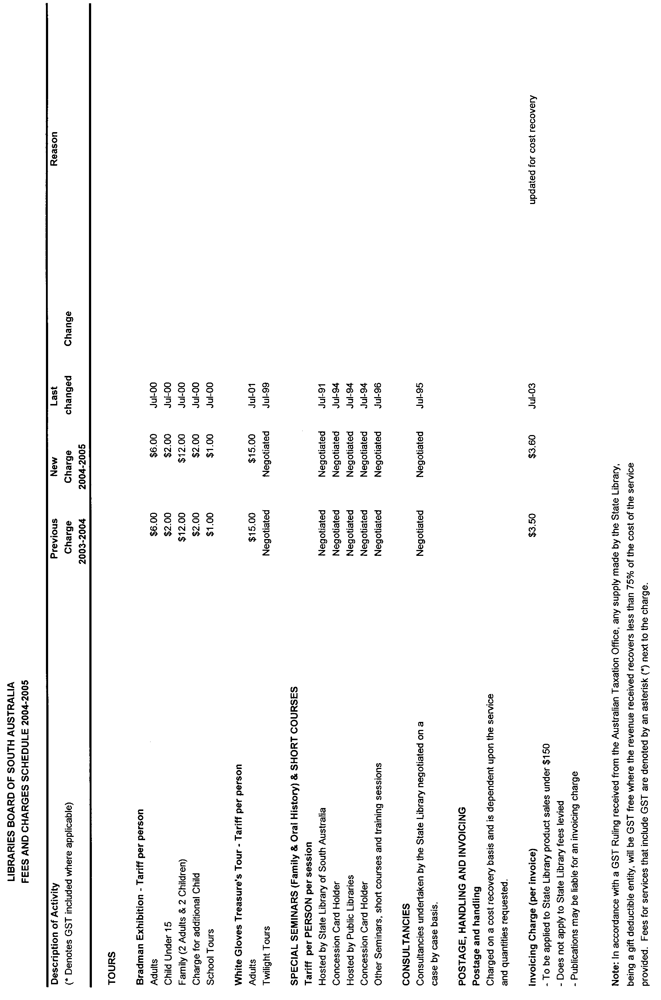 LIBRARIES BOARD OF SOUTH AUSTRALIA
FEES AND CHARGES SCHEDULE 2004-2005
Description of Activity Previous New Last Reason
(* Denotes GST included where applicable) Charge Charge changed Change
2003-2004 2004-2005
TOURS
Bradman Exhibition - Tariff per person
Adults $6.00 $6.00 Jul-00
Child Under 15 $2.00 $2.00 Jul-00
Family (2 Adults & 2 Children) $12.00 $12.00 Jul-00
Charge for additional Child $2.00 $2.00 Jul-00
School Tours $1.00 $1.00 Jul-00
White Gloves Treasure's Tour - Tariff per person
Adults $15.00 $15.00 Jul-01
Twilight Tours Negotiated Negotiated Jul-99
SPECIAL SEMINARS (Family & Oral History) & SHORT COURSES
Tariff per PERSON per session
Hosted by State Library of South Australia Negotiated Negotiated Jul-91
Concession Card Holder Negotiated Negotiated Jul-94
Hosted by Public Libraries Negotiated Negotiated Jul-94
Concession Card Holder Negotiated Negotiated Jul-94
Other Seminars, short courses and training sessions Negotiated Negotiated Jul-96
CONSULTANCIES
Consultancies undertaken by the State Library negotiated on a Negotiated Negotiated Jul-95
case by case basis.
POSTAGE, HANDLING AND INVOICING
Postage and handling
Charged on a cost recovery basis and is dependent upon the service
and quantities requested.
Invoicing Charge (per invoice) $3.50 $3.60 Jul-03 updated for cost recovery
- To be applied to State Library product sales under $150
- Does not apply to State Library fees levied
- Publications may be liable for an invoicing charge
Note: In accordance with a GST Ruling received from the Australian Taxation Office, any supply made by the State Library,
being a gift deductible entity, will be GST free where the revenue received recovers less than 75% of the cost of the service
provided. Fees for services that include GST are denoted by an asterisk (*) next to the charge.